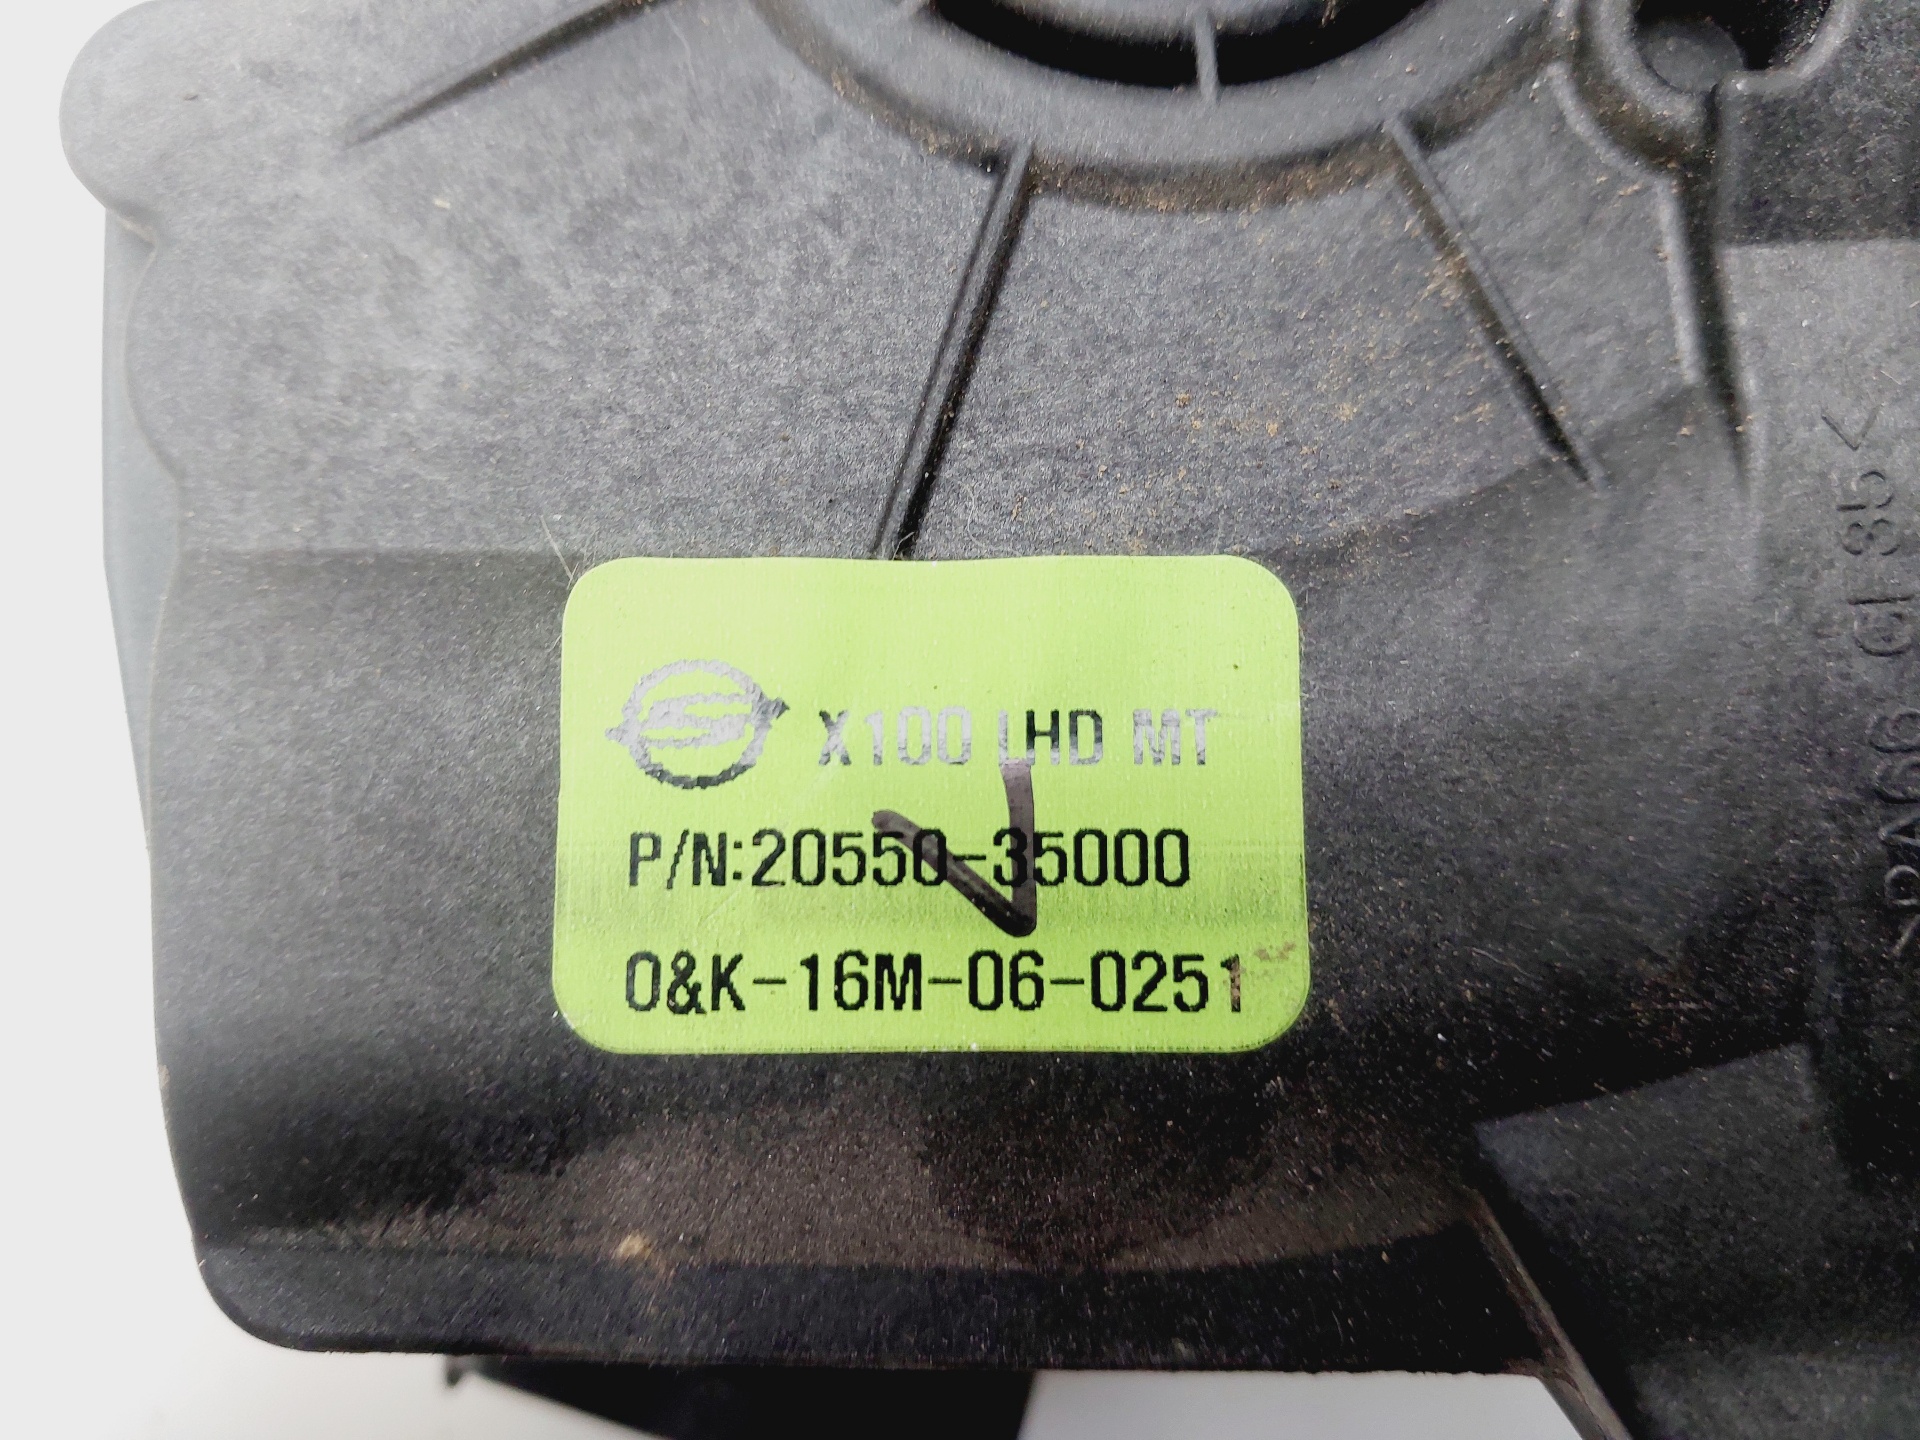 X100 LHD MT
P/N:20550-35000
O&K-16M-06-0251
>PA66 GF35<